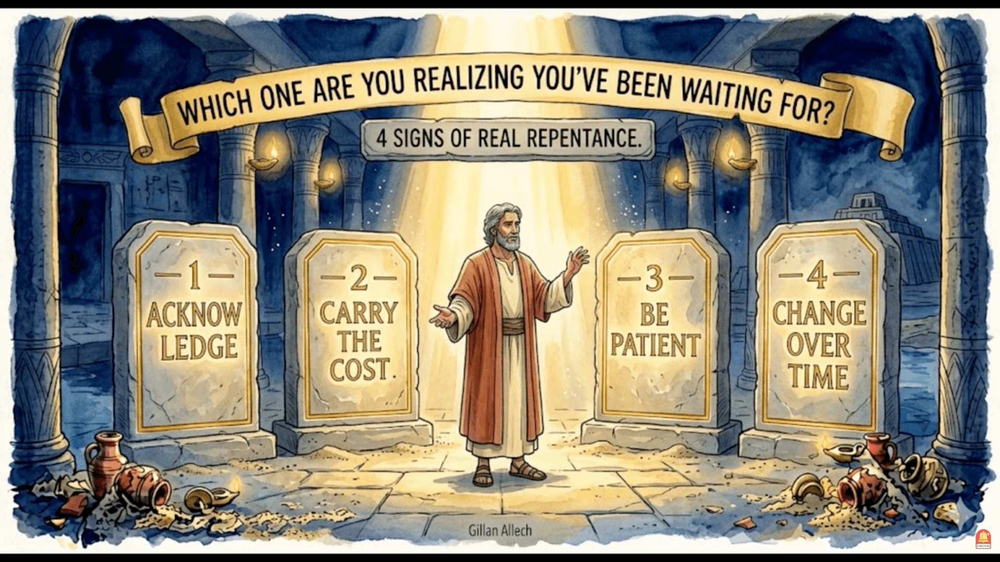 WHICH ONE ARE YOU REALIZING YOU'VE BEEN WAITING FOR?
4 SIGNS OF REAL REPENTANCE.
1
ACKNOW
LEDGE
2
CARRY
THE
COST.
3
BE
PATIENT
4
CHANGE
OVER
TIME
Gillan Allech
SUBSCRIBE